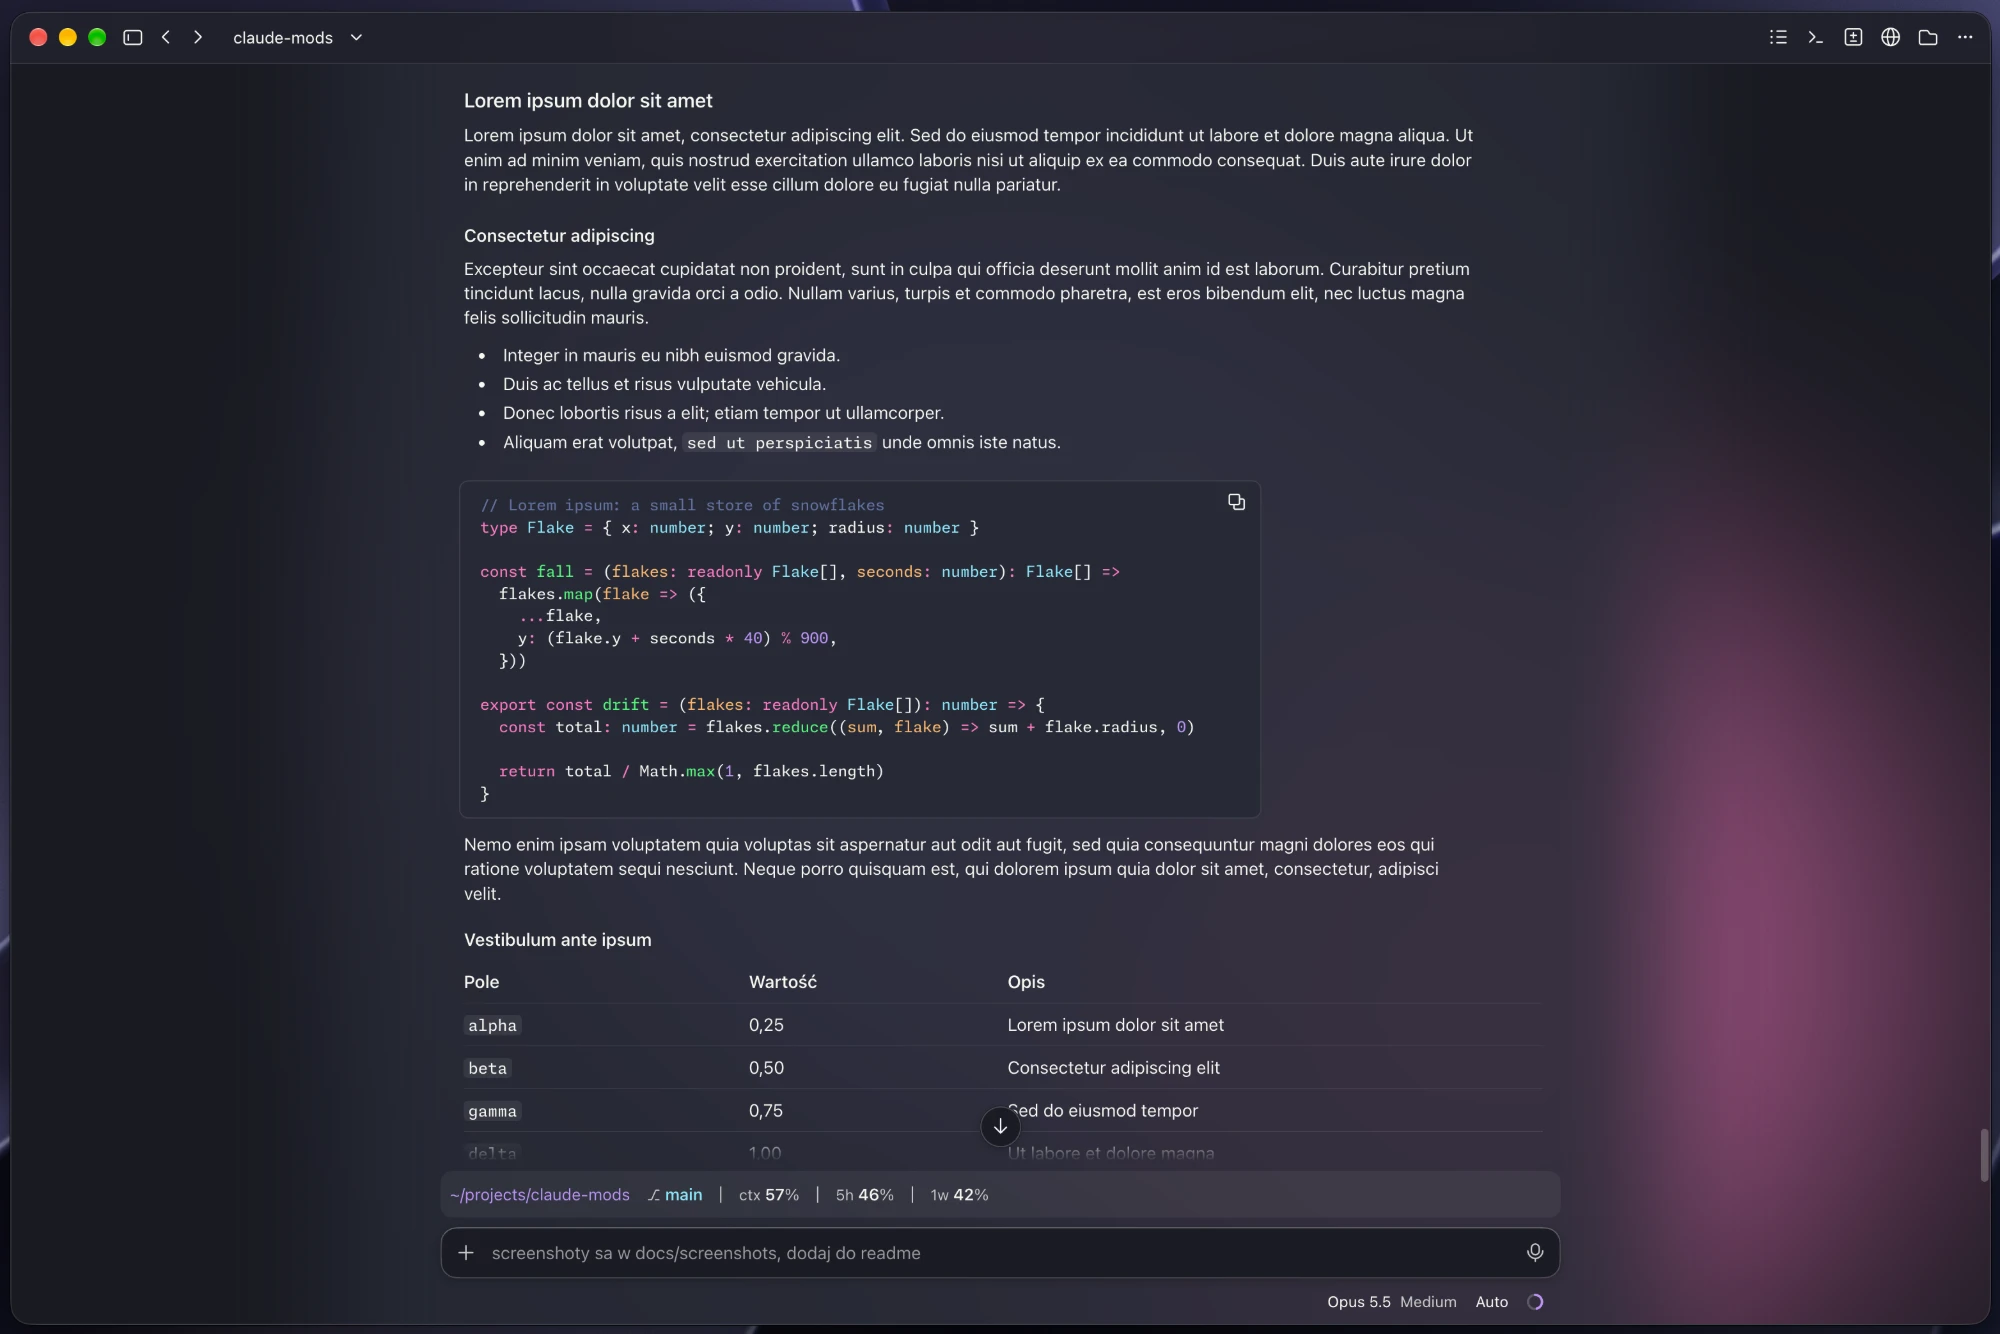 claude-mods
Lorem ipsum dolor sit amet
Lorem ipsum dolor sit amet, consectetur adipiscing elit. Sed do eiusmod tempor incididunt ut labore et dolore magna aliqua. Ut
enim ad minim veniam, quis nostrud exercitation ullamco laboris nisi ut aliquip ex ea commodo consequat. Duis aute irure dolor
in reprehenderit in voluptate velit esse cillum dolore eu fugiat nulla pariatur.
Consectetur adipiscing
Excepteur sint occaecat cupidatat non proident, sunt in culpa qui officia deserunt mollit anim id est laborum. Curabitur pretium
tincidunt lacus, nulla gravida orci a odio. Nullam varius, turpis et commodo pharetra, est eros bibendum elit, nec luctus magna
felis sollicitudin mauris.
• Integer in mauris eu nibh euismod gravida.
• Duis ac tellus et risus vulputate vehicula.
• Donec lobortis risus a elit; etiam tempor ut ullamcorper.
• Aliquam erat volutpat, sed ut perspiciatis unde omnis iste natus.
// Lorem ipsum: a small store of snowflakes
type Flake = { x: number; y: number; radius: number }
const fall = (flakes: readonly Flake[], seconds: number): Flake[] =>
  flakes.map(flake => ({
    ...flake,
    y: (flake.y + seconds * 40) % 900,
  }))
export const drift = (flakes: readonly Flake[]): number => {
  const total: number = flakes.reduce((sum, flake) => sum + flake.radius, 0)
  return total / Math.max(1, flakes.length)
}
Nemo enim ipsam voluptatem quia voluptas sit aspernatur aut odit aut fugit, sed quia consequuntur magni dolores eos qui
ratione voluptatem sequi nesciunt. Neque porro quisquam est, qui dolorem ipsum quia dolor sit amet, consectetur, adipisci
velit.
Vestibulum ante ipsum
Pole Wartość Opis
alpha 0,25 Lorem ipsum dolor sit amet
beta 0,50 Consectetur adipiscing elit
gamma 0,75 Sed do eiusmod tempor
delta 1,00 Ut labore et dolore magna
~/projects/claude-mods ⎇ main | ctx 57% | 5h 46% | 1w 42%
screenshoty sa w docs/screenshots, dodaj do readme
Opus 5.5 Medium Auto